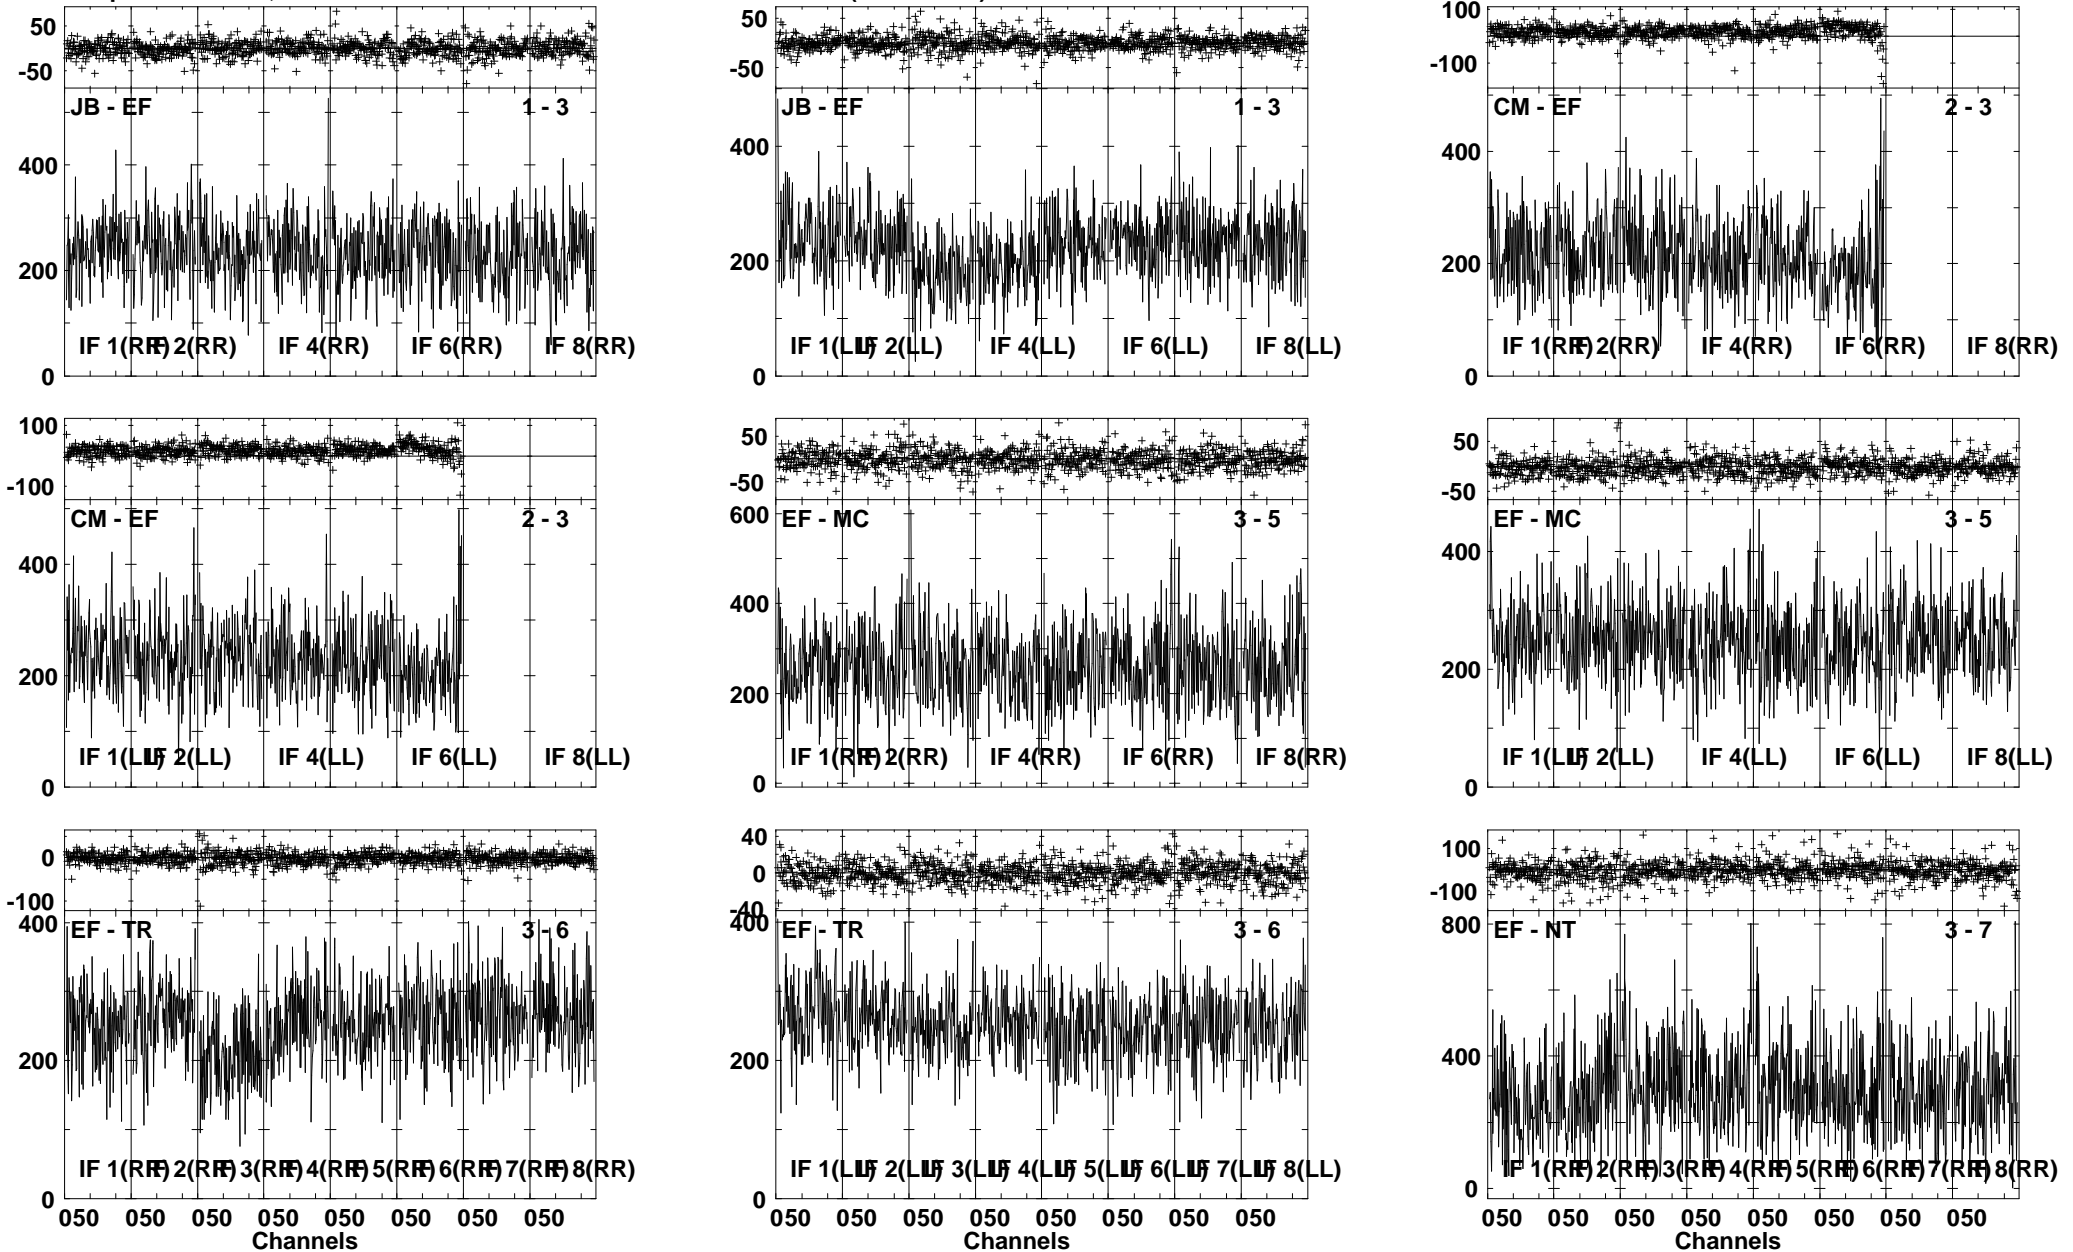 50
-50
JB - EF 1 - 3
400
200
0
IF 1(RR) IF 2(RR) IF 4(RR) IF 6(RR) IF 8(RR)
50
-50
JB - EF 1 - 3
400
200
0
IF 1(LL) IF 2(LL) IF 4(LL) IF 6(LL) IF 8(LL)
100
-100
CM - EF 2 - 3
400
200
0
IF 1(RR) IF 2(RR) IF 4(RR) IF 6(RR) IF 8(RR)
100
-100
CM - EF 2 - 3
400
200
0
IF 1(LL) IF 2(LL) IF 4(LL) IF 6(LL) IF 8(LL)
50
-50
600
EF - MC 3 - 5
400
200
0
IF 1(RR) IF 2(RR) IF 4(RR) IF 6(RR) IF 8(RR)
50
-50
EF - MC 3 - 5
400
200
0
IF 1(LL) IF 2(LL) IF 4(LL) IF 6(LL) IF 8(LL)
0
-100
400
EF - TR 3 - 6
200
0
IF 1(RR) IF 2(RR) IF 3(RR) IF 4(RR) IF 5(RR) IF 6(RR) IF 7(RR) IF 8(RR)
050 050 050 050 050 050 050 050
Channels
40
0
-40
400
EF - TR 3 - 6
200
0
IF 1(LL) IF 2(LL) IF 3(LL) IF 4(LL) IF 5(LL) IF 6(LL) IF 7(LL) IF 8(LL)
050 050 050 050 050 050 050 050
Channels
100
-100
800
EF - NT 3 - 7
400
0
IF 1(RR) IF 2(RR) IF 3(RR) IF 4(RR) IF 5(RR) IF 6(RR) IF 7(RR) IF 8(RR)
050 050 050 050 050 050 050 050
Channels